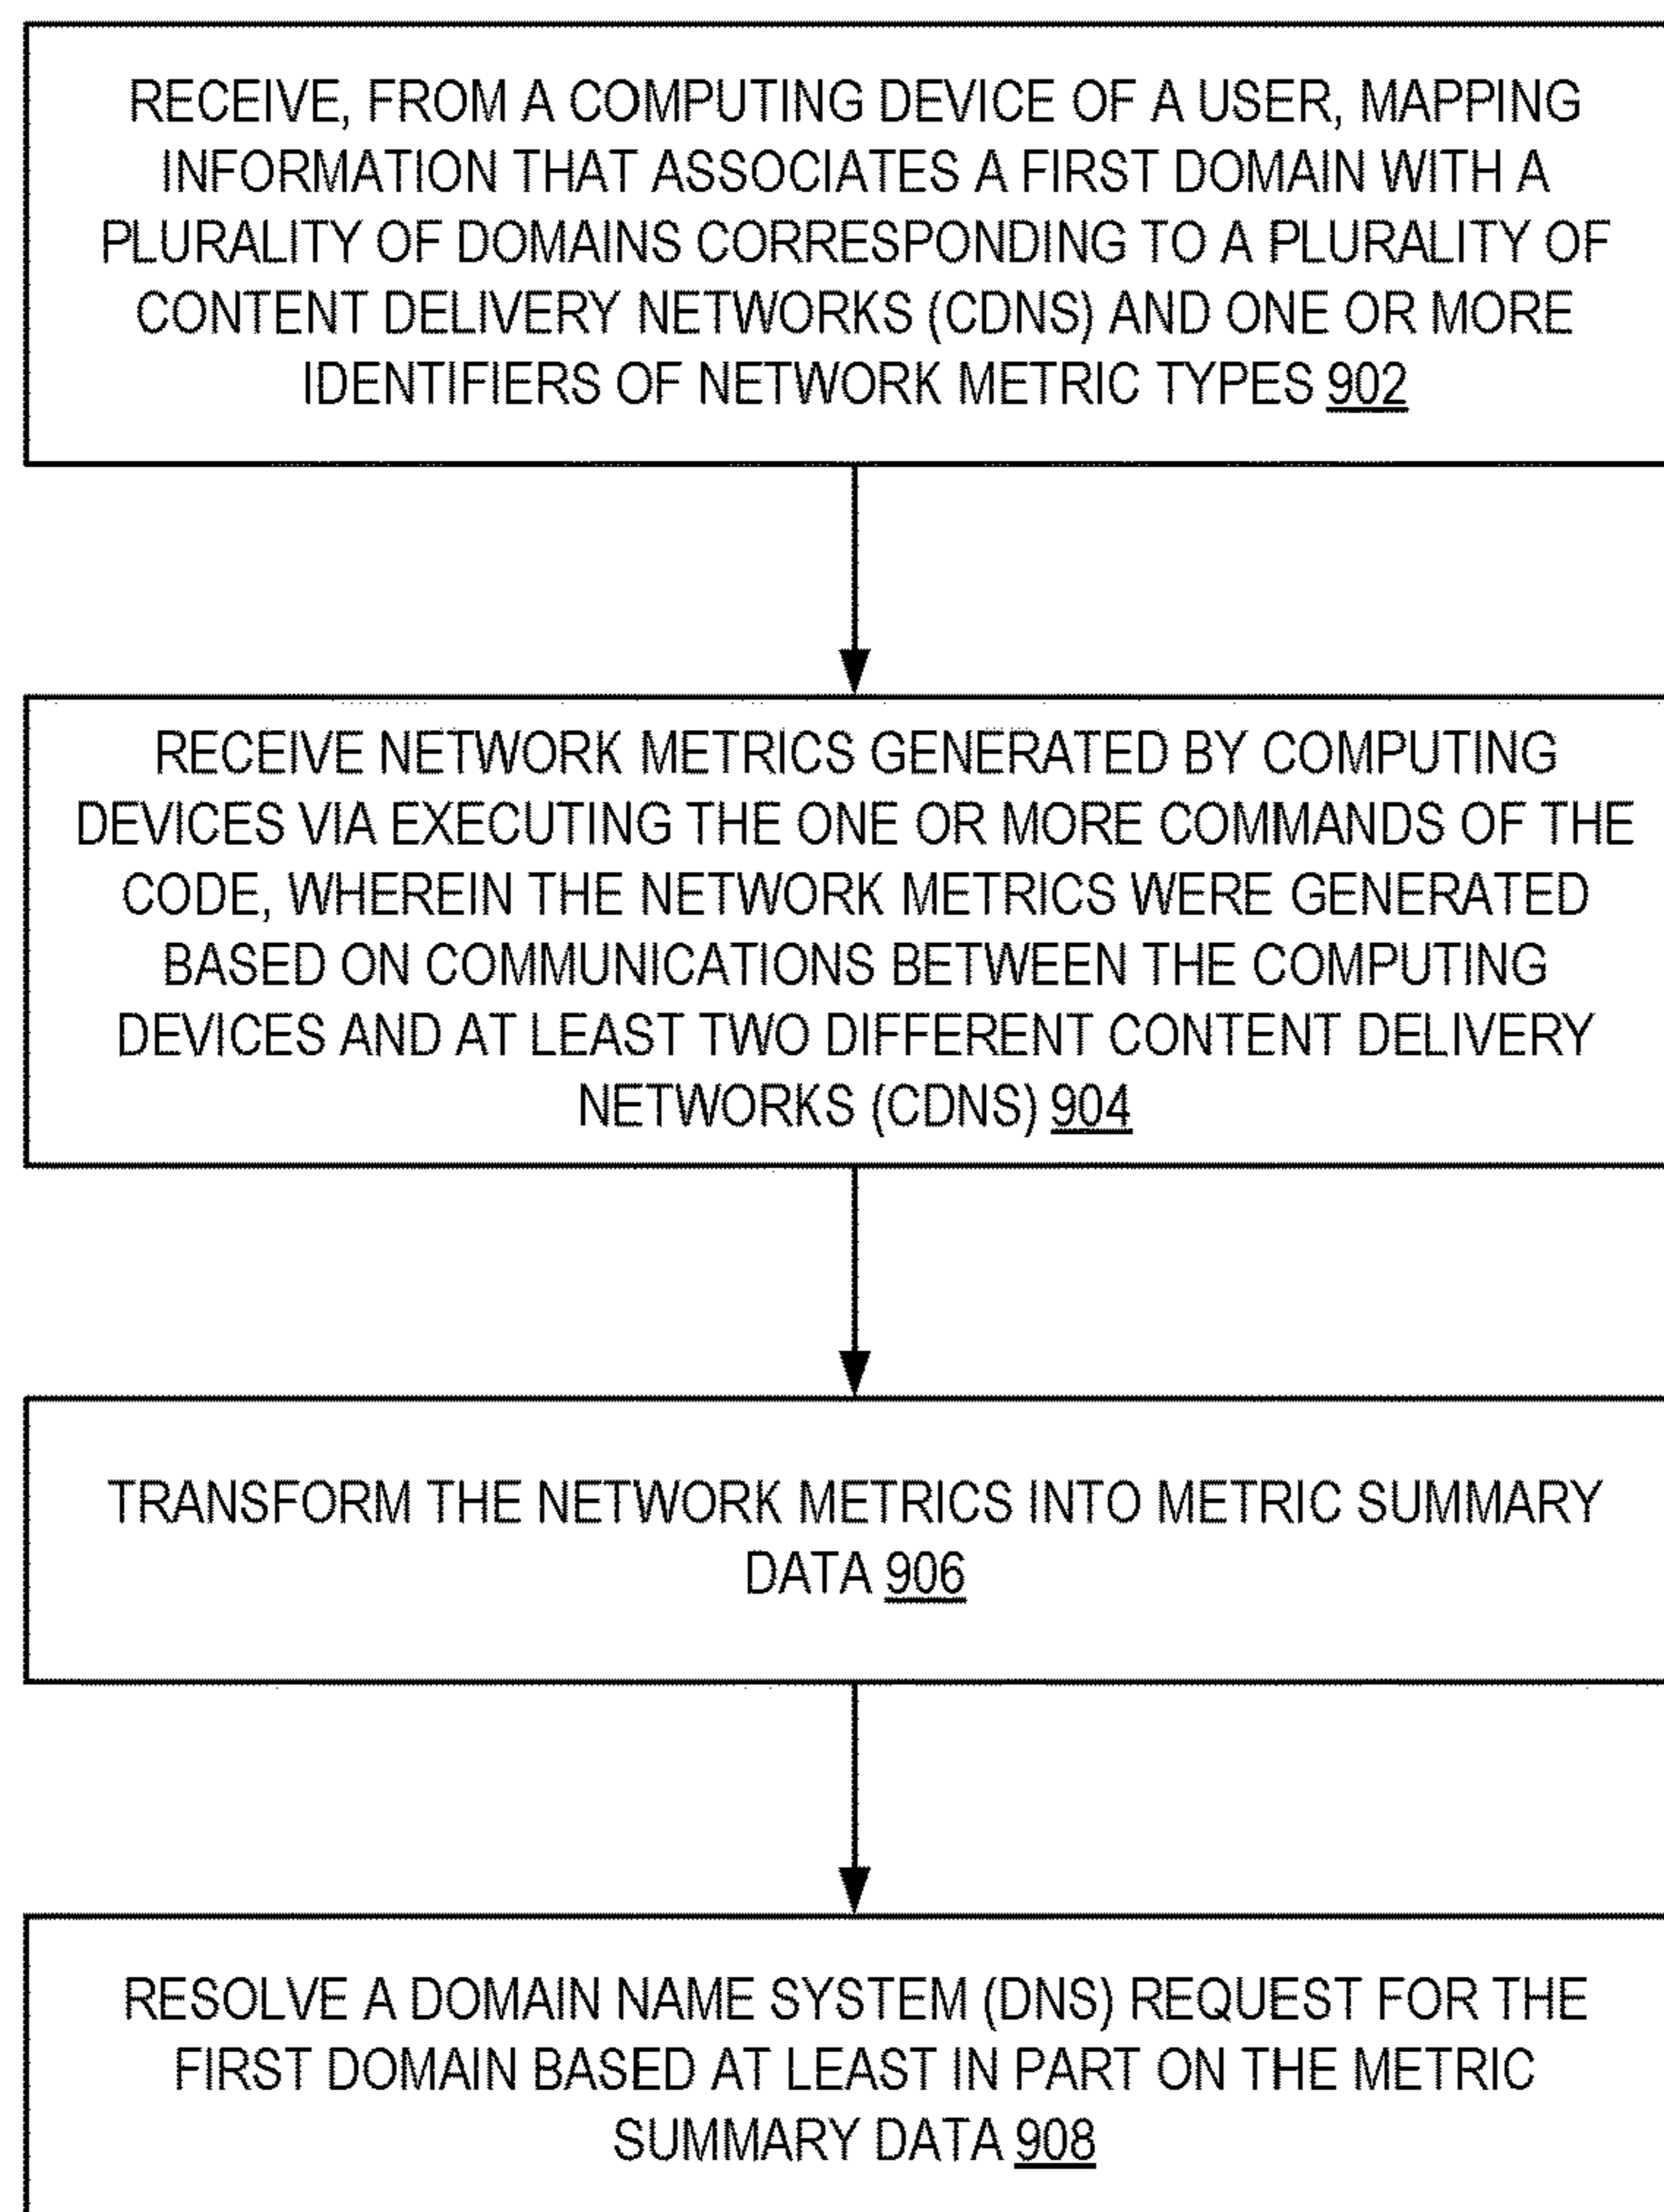 RECEIVE, FROM A COMPUTING DEVICE OF A USER, MAPPING
INFORMATION THAT ASSOCIATES A FIRST DOMAIN WITH A
PLURALITY OF DOMAINS CORRESPONDING TO A PLURALITY OF
CONTENT DELIVERY NETWORKS (CDNS) AND ONE OR MORE
IDENTIFIERS OF NETWORK METRIC TYPES 902
RECEIVE NETWORK METRICS GENERATED BY COMPUTING
DEVICES VIA EXECUTING THE ONE OR MORE COMMANDS OF THE
CODE, WHEREIN THE NETWORK METRICS WERE GENERATED
BASED ON COMMUNICATIONS BETWEEN THE COMPUTING
DEVICES AND AT LEAST TWO DIFFERENT CONTENT DELIVERY
NETWORKS (CDNS) 904
TRANSFORM THE NETWORK METRICS INTO METRIC SUMMARY
DATA 906
RESOLVE A DOMAIN NAME SYSTEM (DNS) REQUEST FOR THE
FIRST DOMAIN BASED AT LEAST IN PART ON THE METRIC
SUMMARY DATA 908